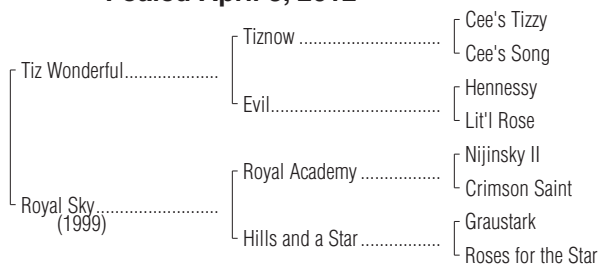 Foaled April 3, 2012
Cee's Tizzy
Tiznow
Cee's Song
Tiz Wonderful
Hennessy
Evil
Lit'l Rose
Nijinsky II
Royal Academy
Crimson Saint
Royal Sky
(1999)
Graustark
Hills and a Star
Roses for the Star